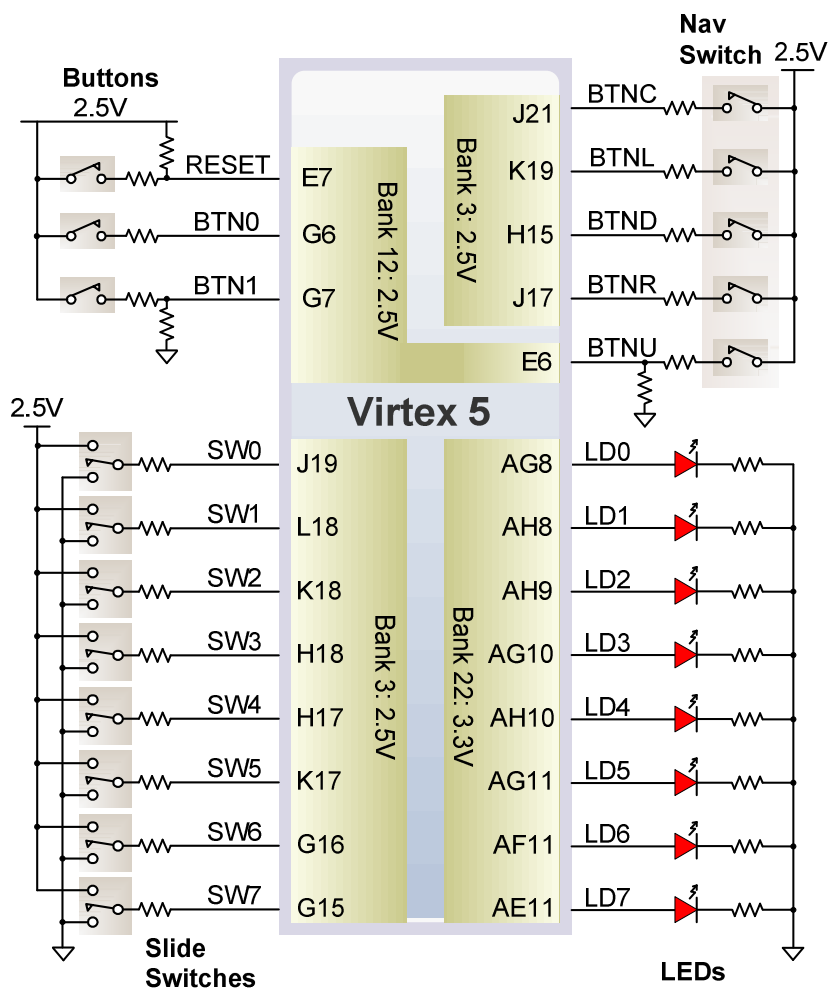 Buttons
2.5V
RESET
BTN0
BTN1
E7
G6
G7
Bank 12: 2.5V
Nav
Switch
2.5V
J21
K19
H15
J17
E6
Bank 3: 2.5V
BTNC
BTNL
BTND
BTNR
BTNU
Virtex 5
2.5V
SW0
SW1
SW2
SW3
SW4
SW5
SW6
SW7
J19
L18
K18
H18
H17
K17
G16
G15
Bank 3: 2.5V
Slide
Switches
Bank 22: 3.3V
AG8
AH8
AH9
AG10
AH10
AG11
AF11
AE11
LD0
LD1
LD2
LD3
LD4
LD5
LD6
LD7
LEDs